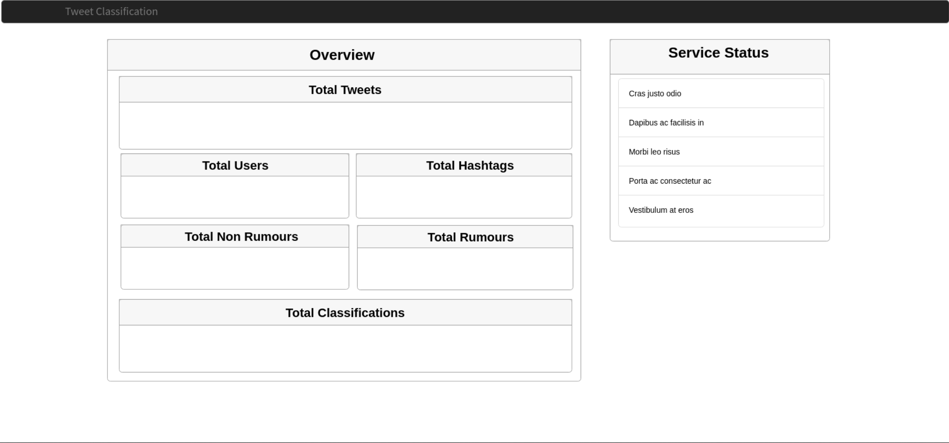 Tweet Classification
Overview
Total Tweets
Total Users
Total Hashtags
Total Non Rumours
Total Rumours
Total Classifications
Service Status
Cras justo odio
Dapibus ac facilisis in
Morbi leo risus
Porta ac consectetur ac
Vestibulum at eros